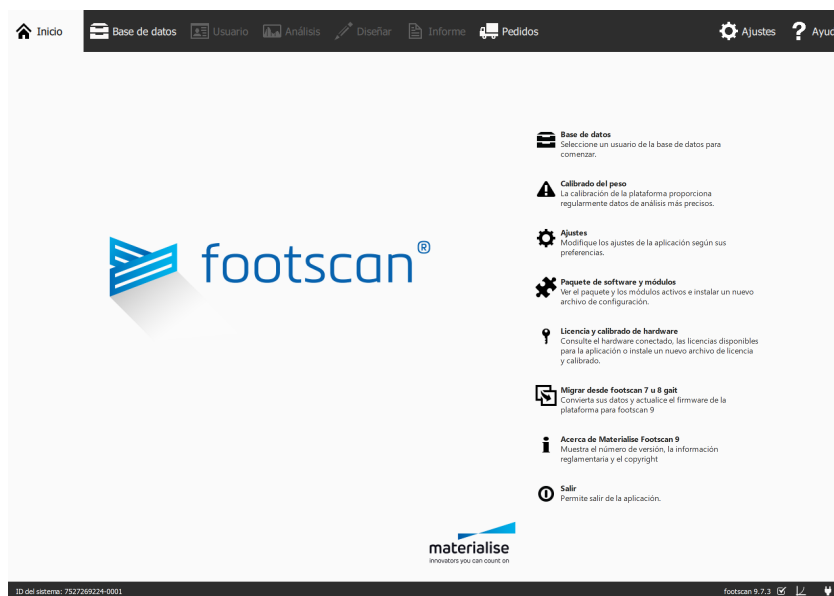 Inicio
Base de datos
Usuario
Análisis
Diseñar
Informe
Pedidos
Ajustes
? Ayud
footscan®
Base de datos
Seleccione un usuario de la base de datos para
comenzar.
Calibrado del peso
La calibración de la plataforma proporciona
regularmente datos de análisis más precisos.
Ajustes
Modifique los ajustes de la aplicación según sus
preferencias.
Paquete de software y módulos
Ver el paquete y los módulos activos e instalar un nuevo
archivo de configuración.
Licencia y calibrado de hardware
Consulte el hardware conectado, las licencias disponibles
para la aplicación o instale un nuevo archivo de licencia
y calibrado.
Migrar desde footscan 7 u 8 gait
Convierta sus datos y actualice el firmware de la
plataforma para footscan 9
Acerca de Materialise Footscan 9
Muestra el número de versión, la información
reglamentaria y el copyright
Salir
Permite salir de la aplicación.
materialise
innovators you can count on
ID del sistema: 7527269224-0001
footscan 9.7.3